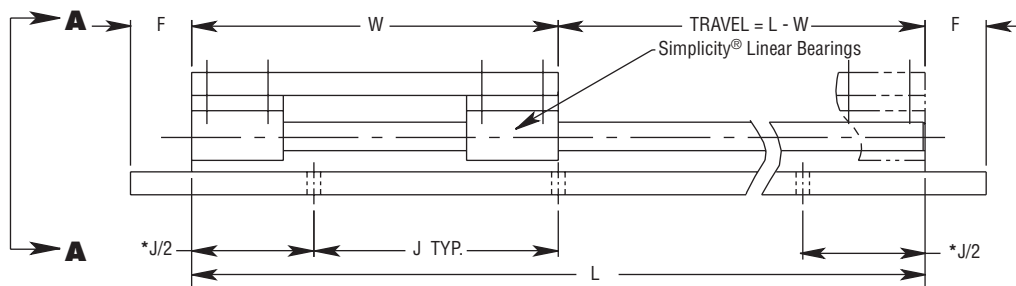 A F W TRAVEL = L - W F
Simplicity® Linear Bearings
A *J/2 J TYP. *J/2
L